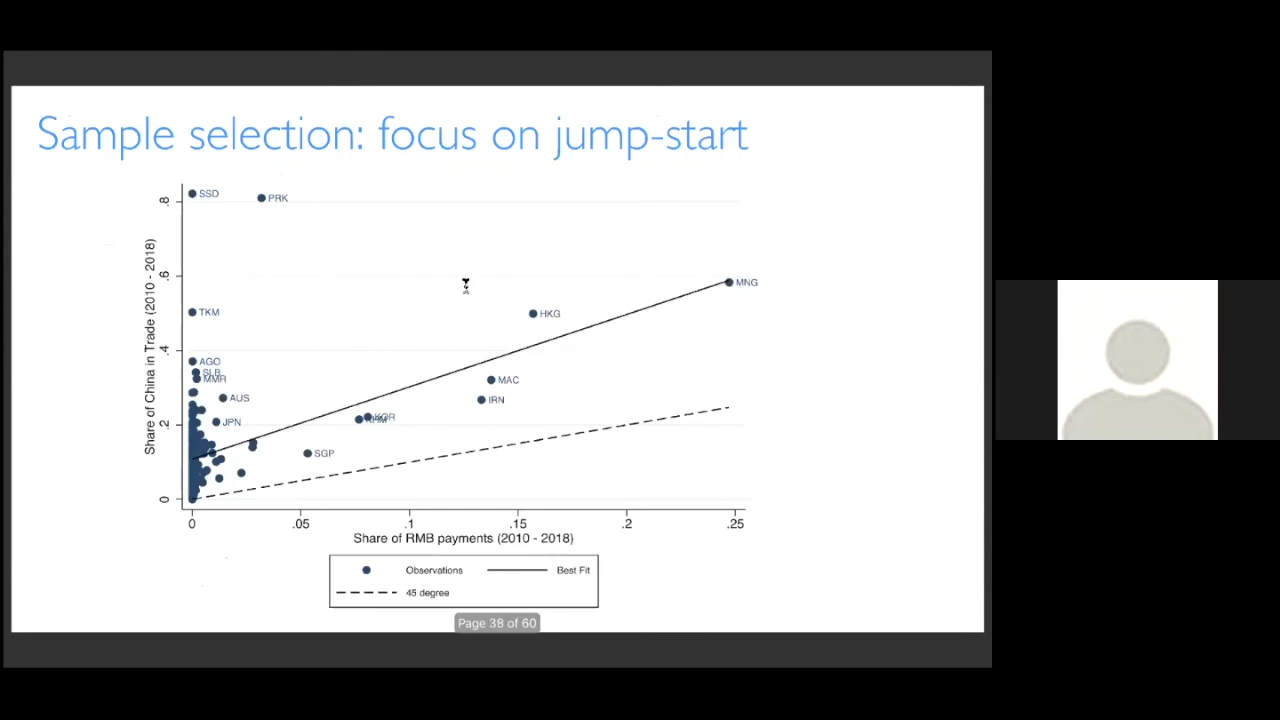 Sample selection: focus on jump-start
Share of China in Trade (2010 - 2018)
.8
.6
.4
.2
0
SSD
PRK
MNG
TKM
HKG
AGO
SLB
MMR
MAC
AUS
IRN
KOR
JPN
SGP
0
.05
.1
.15
.2
.25
Share of RMB payments (2010 - 2018)
Observations
Best Fit
45 degree
Page 38 of 60